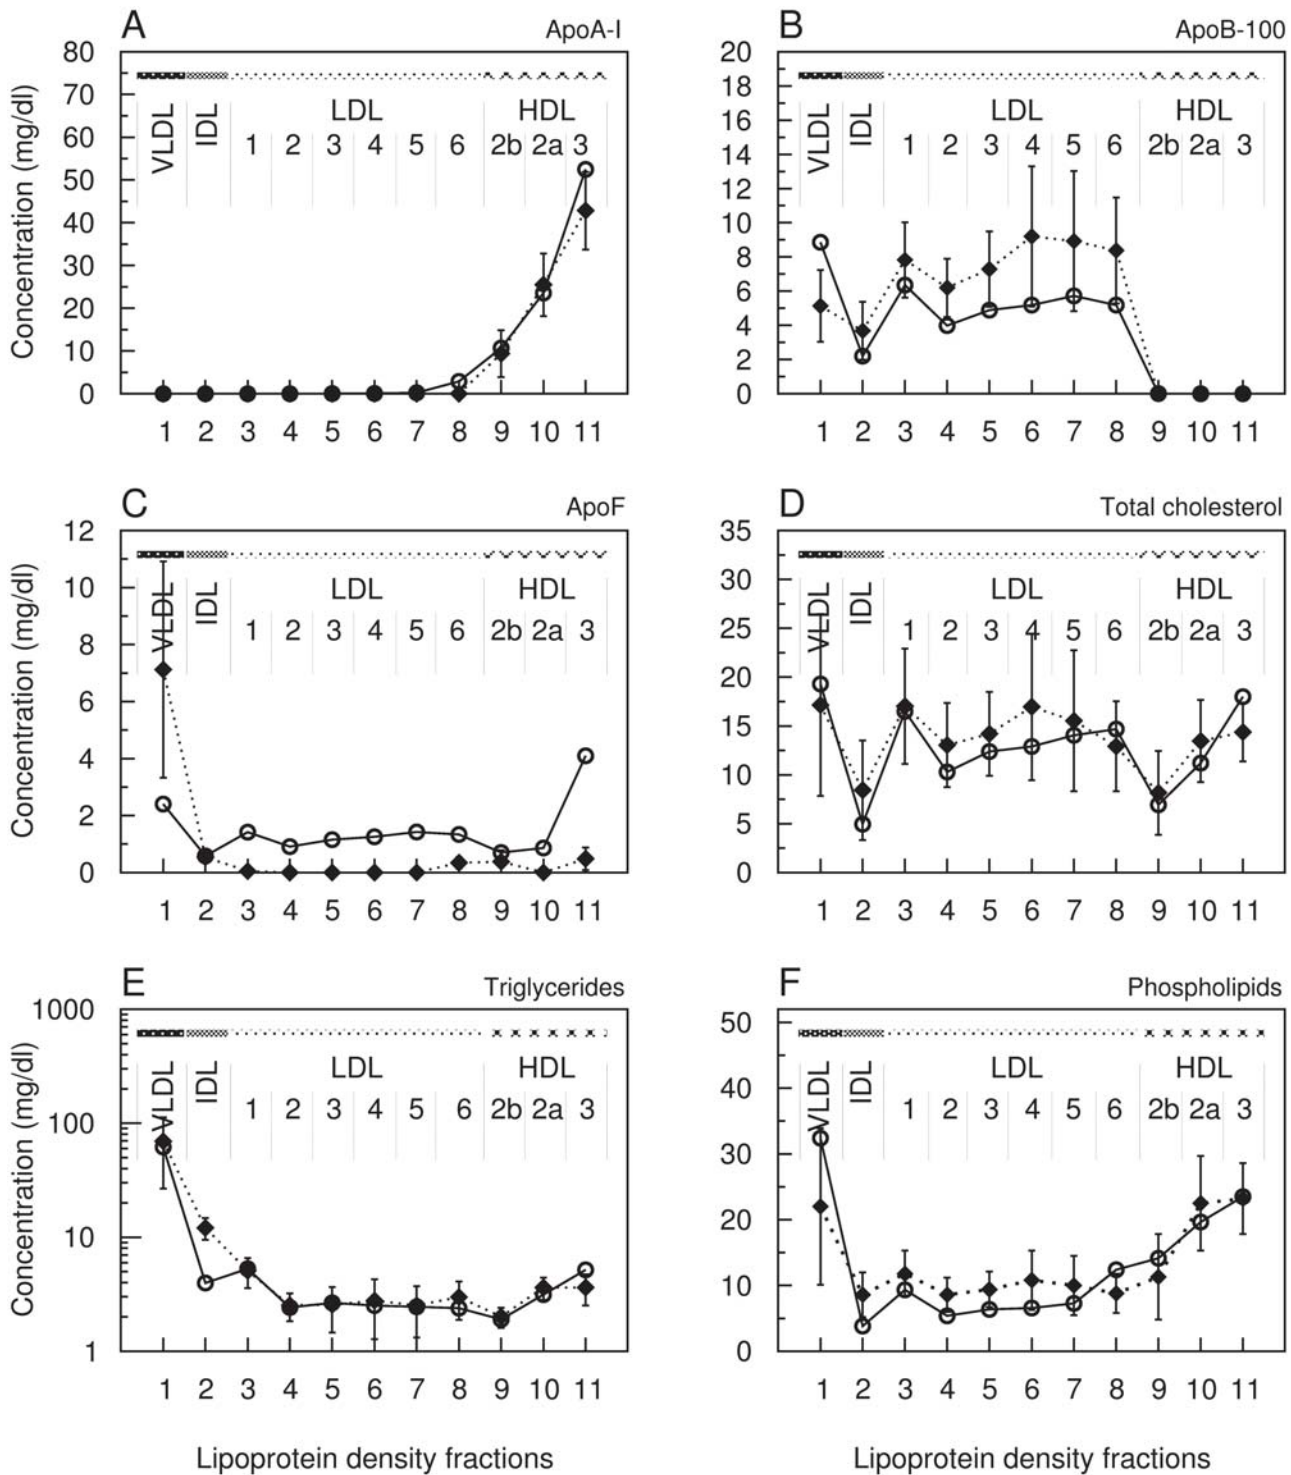 A ApoA-I
Concentration (mg/dl)
80
70
60
50
40
30
20
10
0
VLDL IDL LDL HDL
1 2 3 4 5 6 2b 2a 3
1 2 3 4 5 6 7 8 9 10 11
B ApoB-100
20
18
16
14
12
10
8
6
4
2
0
VLDL IDL LDL HDL
1 2 3 4 5 6 2b 2a 3
1 2 3 4 5 6 7 8 9 10 11
C ApoF
Concentration (mg/dl)
12
10
8
6
4
2
0
VLDL IDL LDL HDL
1 2 3 4 5 6 2b 2a 3
1 2 3 4 5 6 7 8 9 10 11
D Total cholesterol
35
30
25
20
15
10
5
0
VLDL IDL LDL HDL
1 2 3 4 5 6 2b 2a 3
1 2 3 4 5 6 7 8 9 10 11
E Triglycerides
Concentration (mg/dl)
1000
100
10
1
VLDL IDL LDL HDL
1 2 3 4 5 6 2b 2a 3
1 2 3 4 5 6 7 8 9 10 11
Lipoprotein density fractions
F Phospholipids
50
40
30
20
10
0
VLDL IDL LDL HDL
1 2 3 4 5 6 2b 2a 3
1 2 3 4 5 6 7 8 9 10 11
Lipoprotein density fractions